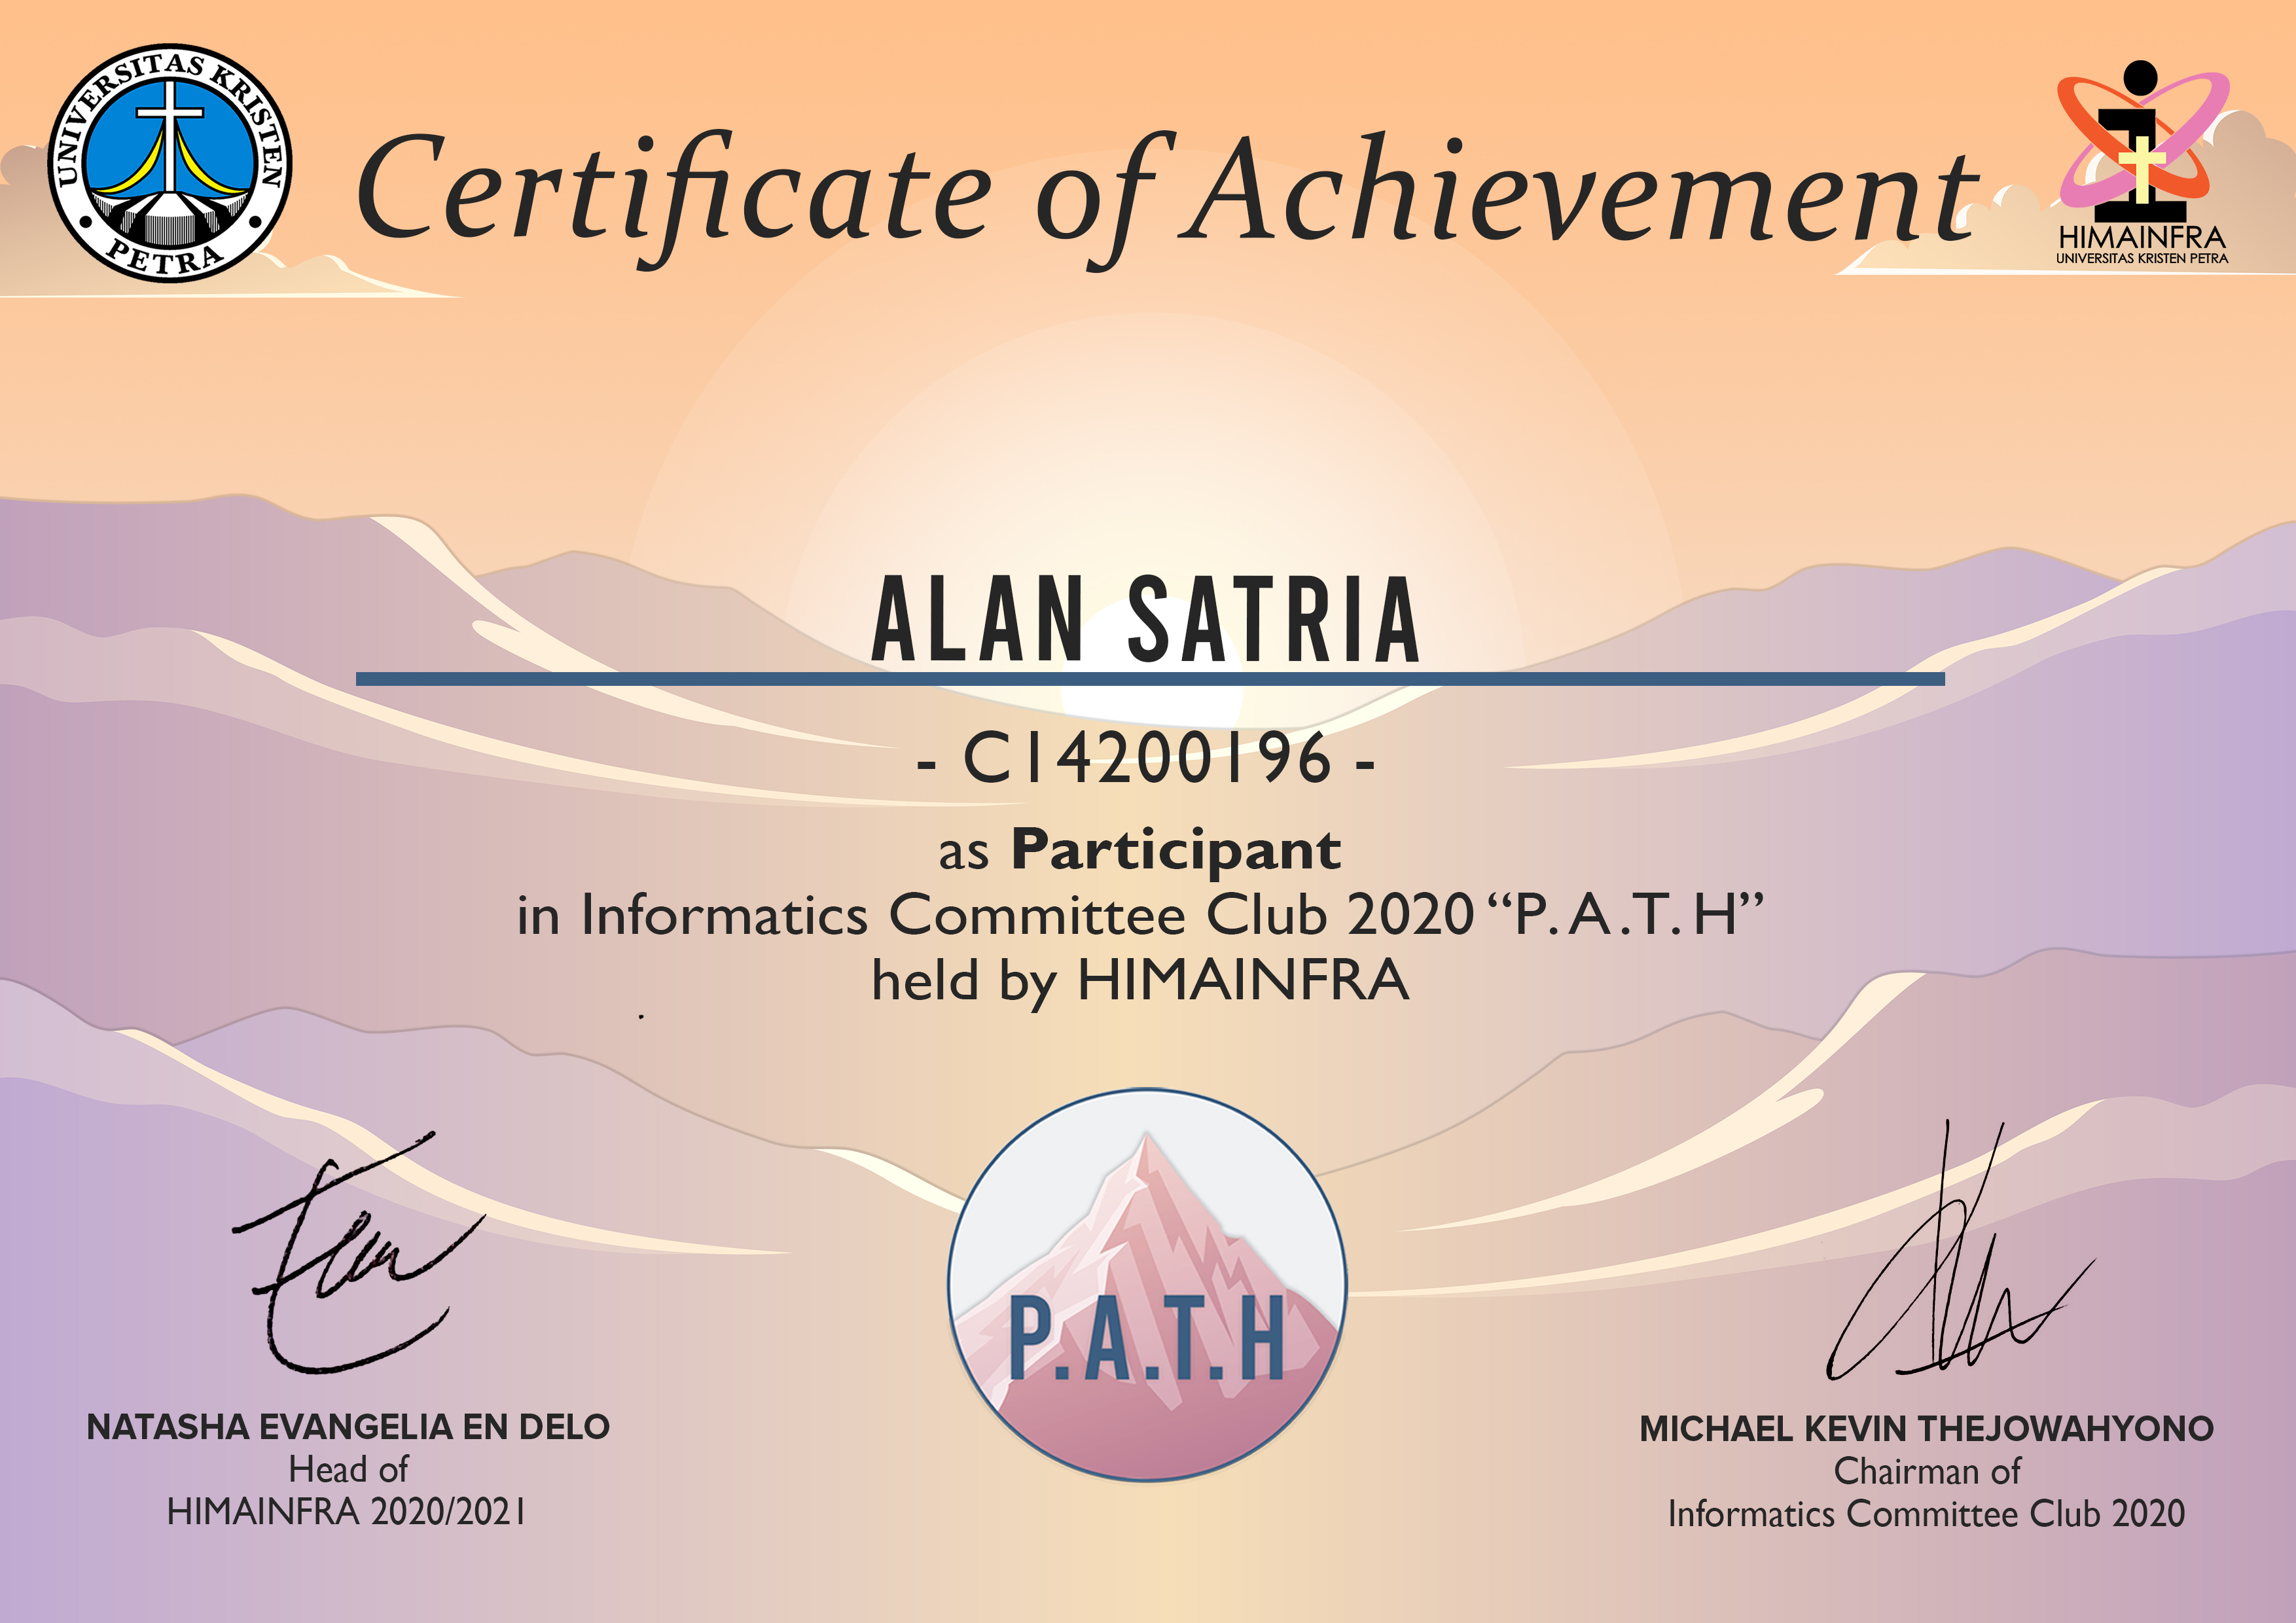 UNIVERSITAS KRISTEN
PETRA
Certificate of Achievement
HIMAINFRA
UNIVERSITAS KRISTEN PETRA
ALAN SATRIA
- C14200196 -
as Participant
in Informatics Committee Club 2020 “P. A .T. H”
held by HIMAINFRA
.
P.A.T.H
NATASHA EVANGELIA EN DELO
Head of
HIMAINFRA 2020/2021
MICHAEL KEVIN THEJOWAHYONO
Chairman of
Informatics Committee Club 2020